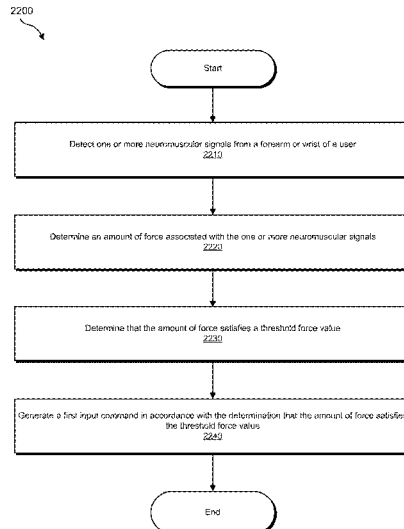 2200
Start
Detect one or more neuromuscular signals from a forearm or wrist of a user
2210
Determine an amount of force associated with the one or more neuromuscular signals
2220
Determine that the amount of force satisfies a threshold force value
2230
Generate a first input command in accordance with the determination that the amount of force satisfies
the threshold force value
2240
End